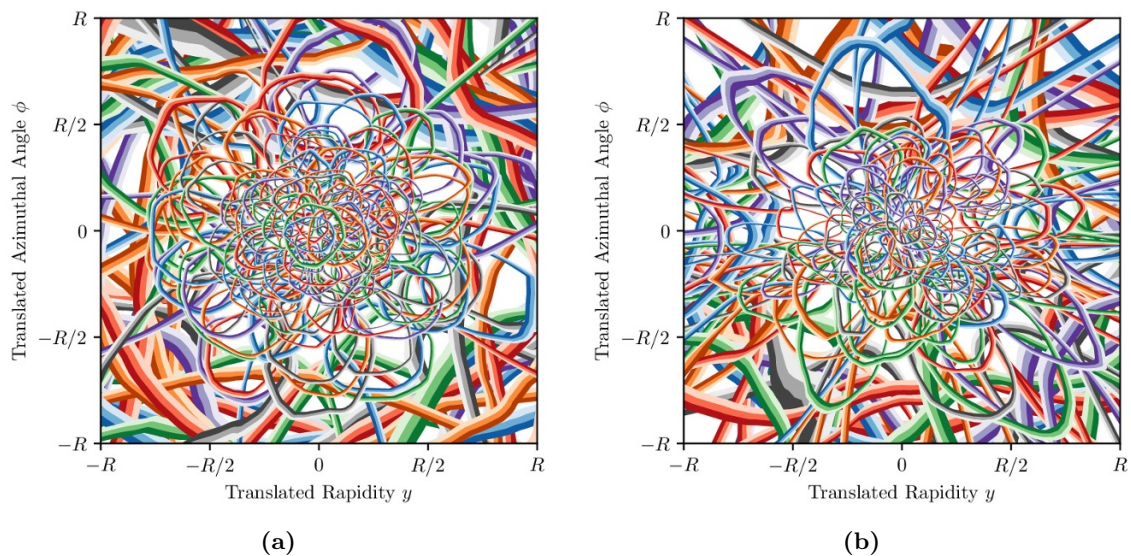 R
R/2
0
−R/2
−R
−R
−R/2
0
R/2
R
Translated Azimuthal Angle ϕ
Translated Rapidity y
(a)
R
R/2
0
−R/2
−R
−R
−R/2
0
R/2
R
Translated Azimuthal Angle ϕ
Translated Rapidity y
(b)